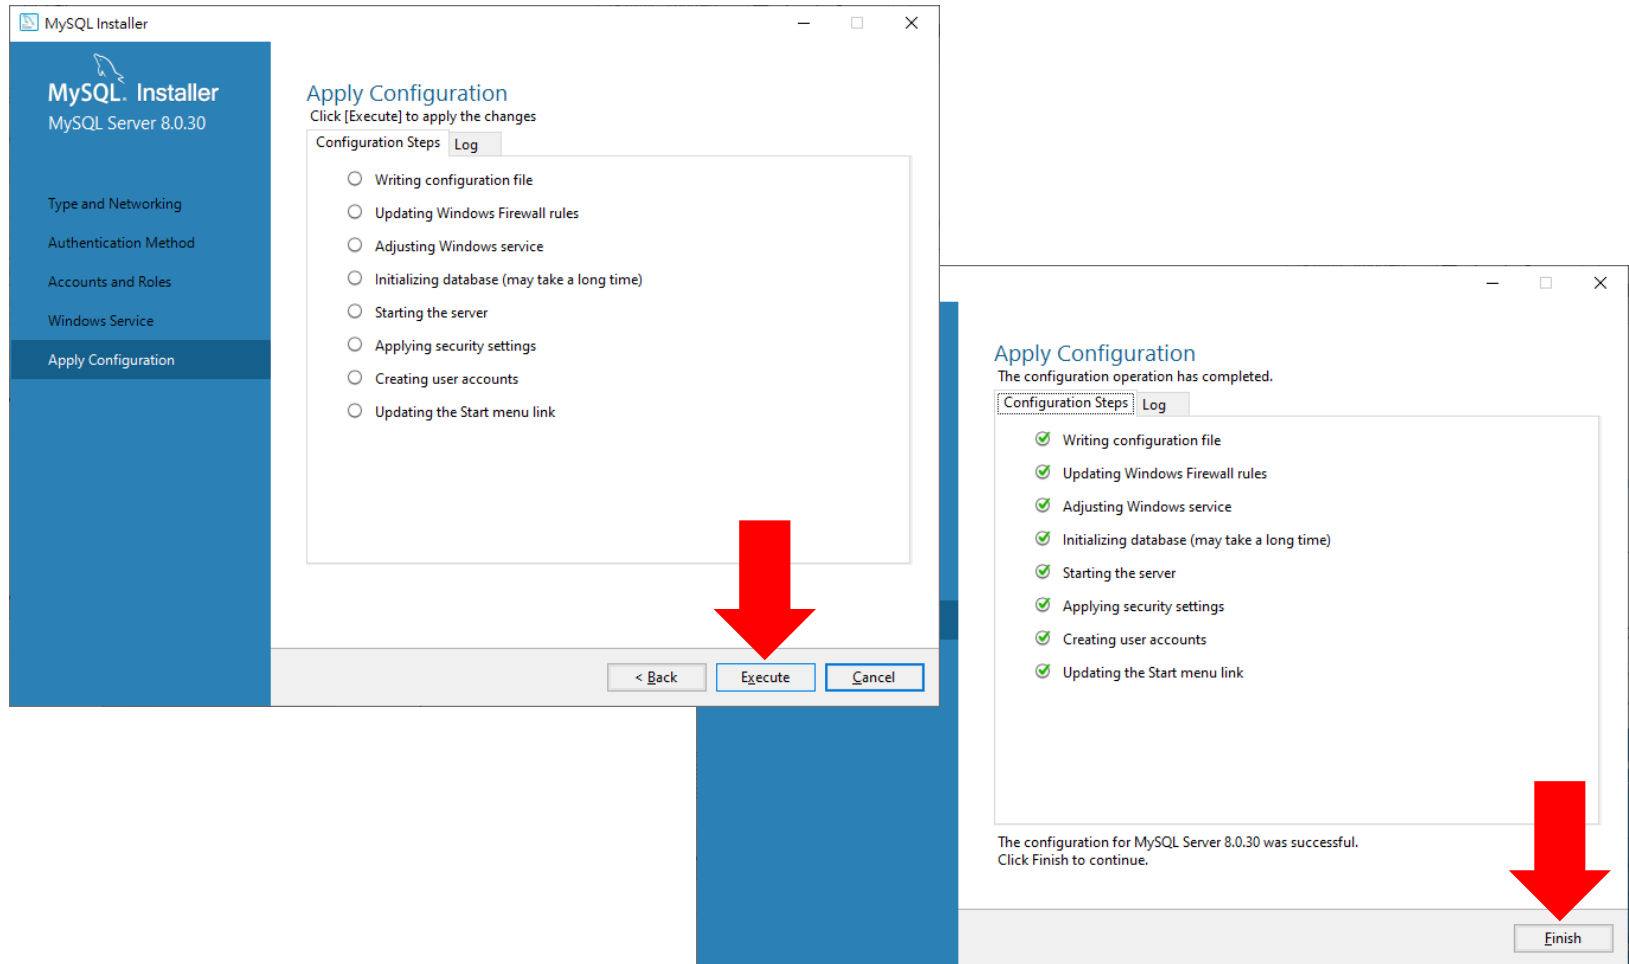 MySQL Installer
MySQL. Installer
MySQL Server 8.0.30
Type and Networking
Authentication Method
Accounts and Roles
Windows Service
Apply Configuration
Apply Configuration
Click [Execute] to apply the changes
Configuration Steps
Log
Writing configuration file
Updating Windows Firewall rules
Adjusting Windows service
Initializing database (may take a long time)
Starting the server
Applying security settings
Creating user accounts
Updating the Start menu link
< Back
Execute
Cancel
Apply Configuration
The configuration operation has completed.
Configuration Steps
Log
Writing configuration file
Updating Windows Firewall rules
Adjusting Windows service
Initializing database (may take a long time)
Starting the server
Applying security settings
Creating user accounts
Updating the Start menu link
The configuration for MySQL Server 8.0.30 was successful.
Click Finish to continue.
Finish